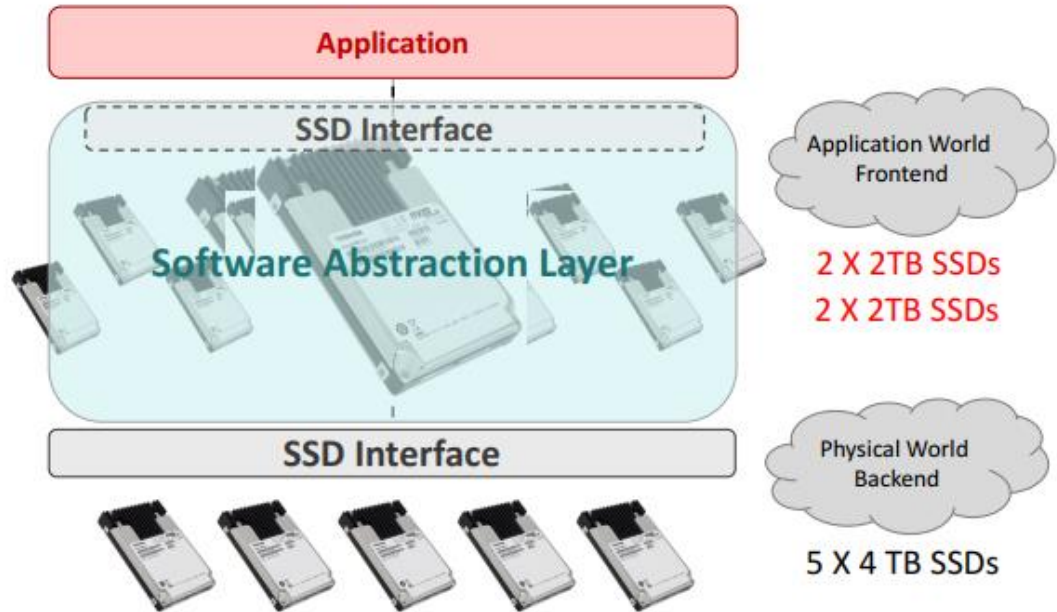 Application
SSD Interface
Software Abstraction Layer
SSD Interface
Application World
Frontend
2 X 2TB SSDs
2 X 2TB SSDs
Physical World
Backend
5 X 4 TB SSDs